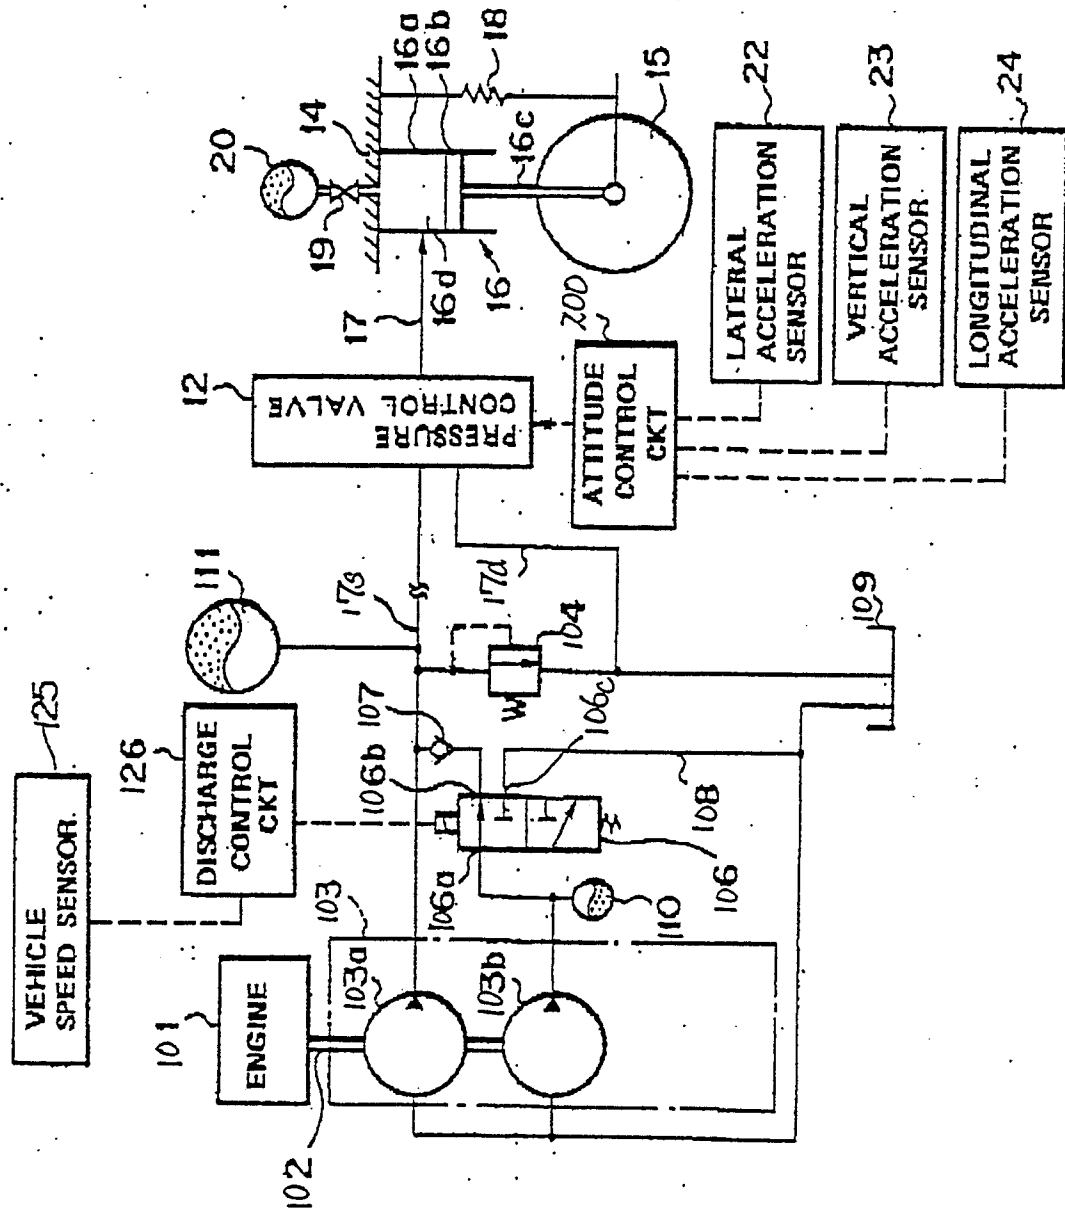 VEHICLE
SPEED SENSOR.
125
126
DISCHARGE
CONTROL
CKT
111
101
ENGINE
102
103
103a
103b
106a
106b
106c
106
107
108
109
110
104
W
17s
17d
12
PRESSURE
CONTROL VALVE
17
20
19
14
16a
16b
16c
16d
16
18
15
200
ATTITUDE
CONTROL
CKT
22
LATERAL
ACCELERATION
SENSOR
23
VERTICAL
ACCELERATION
SENSOR
24
LONGITUDINAL
ACCELERATION
SENSOR